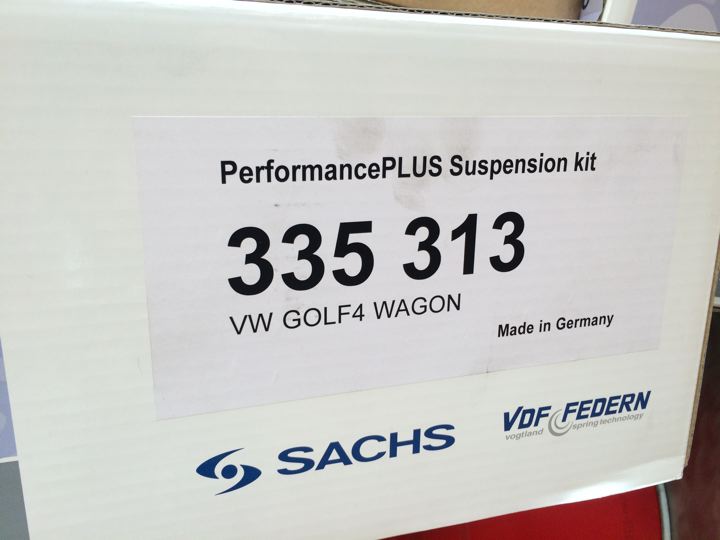 PerformancePLUS Suspension kit
335 313
VW GOLF4 WAGON
Made in Germany
SACHS
VDF FEDERN
vogtland spring technology